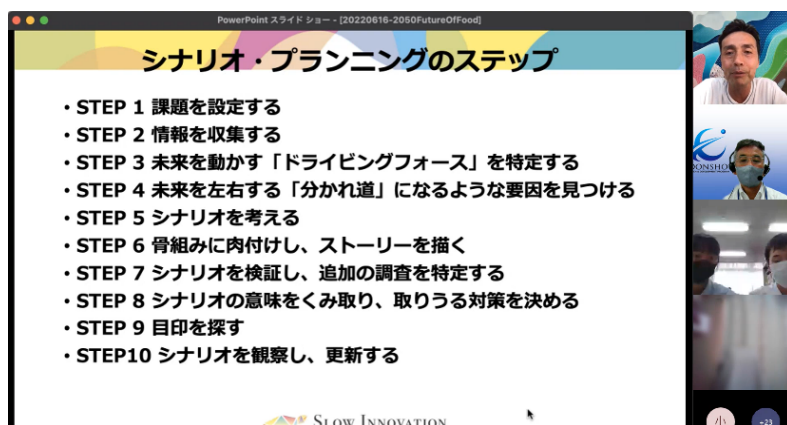 PowerPoint スライド ショー - [20220616-2050FutureOfFood]
シナリオ・プランニングのステップ
・STEP 1 課題を設定する
・STEP 2 情報を収集する
・STEP 3 未来を動かす「ドライビングフォース」を特定する
・STEP 4 未来を左右する「分かれ道」になるような要因を見つける
・STEP 5 シナリオを考える
・STEP 6 骨組みに肉付けし、ストーリーを描く
・STEP 7 シナリオを検証し、追加の調査を特定する
・STEP 8 シナリオの意味をくみ取り、取りうる対策を決める
・STEP 9 目印を探す
・STEP10 シナリオを観察し、更新する
SLOW INNOVATION
OONSHO
小
+23